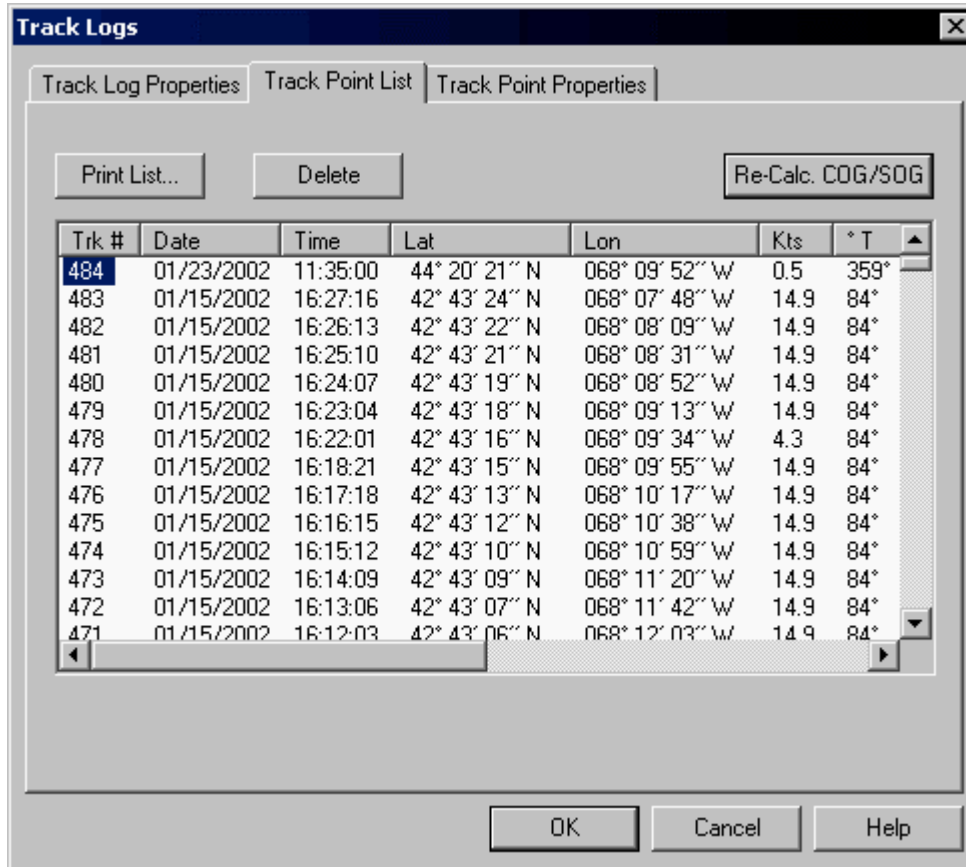 Track Logs
Track Log Properties Track Point List Track Point Properties
Print List... Delete Re-Calc. COG/SOG
Trk # Date Time Lat Lon Kts ° T
484 01/23/2002 11:35:00 44° 20´ 21´´ N 068° 09´ 52´´ W 0.5 359°
483 01/15/2002 16:27:16 42° 43´ 24´´ N 068° 07´ 48´´ W 14.9 84°
482 01/15/2002 16:26:13 42° 43´ 22´´ N 068° 08´ 09´´ W 14.9 84°
481 01/15/2002 16:25:10 42° 43´ 21´´ N 068° 08´ 31´´ W 14.9 84°
480 01/15/2002 16:24:07 42° 43´ 19´´ N 068° 08´ 52´´ W 14.9 84°
479 01/15/2002 16:23:04 42° 43´ 18´´ N 068° 09´ 13´´ W 14.9 84°
478 01/15/2002 16:22:01 42° 43´ 16´´ N 068° 09´ 34´´ W 4.3 84°
477 01/15/2002 16:18:21 42° 43´ 15´´ N 068° 09´ 55´´ W 14.9 84°
476 01/15/2002 16:17:18 42° 43´ 13´´ N 068° 10´ 17´´ W 14.9 84°
475 01/15/2002 16:16:15 42° 43´ 12´´ N 068° 10´ 38´´ W 14.9 84°
474 01/15/2002 16:15:12 42° 43´ 10´´ N 068° 10´ 59´´ W 14.9 84°
473 01/15/2002 16:14:09 42° 43´ 09´´ N 068° 11´ 20´´ W 14.9 84°
472 01/15/2002 16:13:06 42° 43´ 07´´ N 068° 11´ 42´´ W 14.9 84°
471 01/15/2002 16:12:03 42° 43´ 06´´ N 068° 12´ 03´´ W 14.9 84°
OK Cancel Help